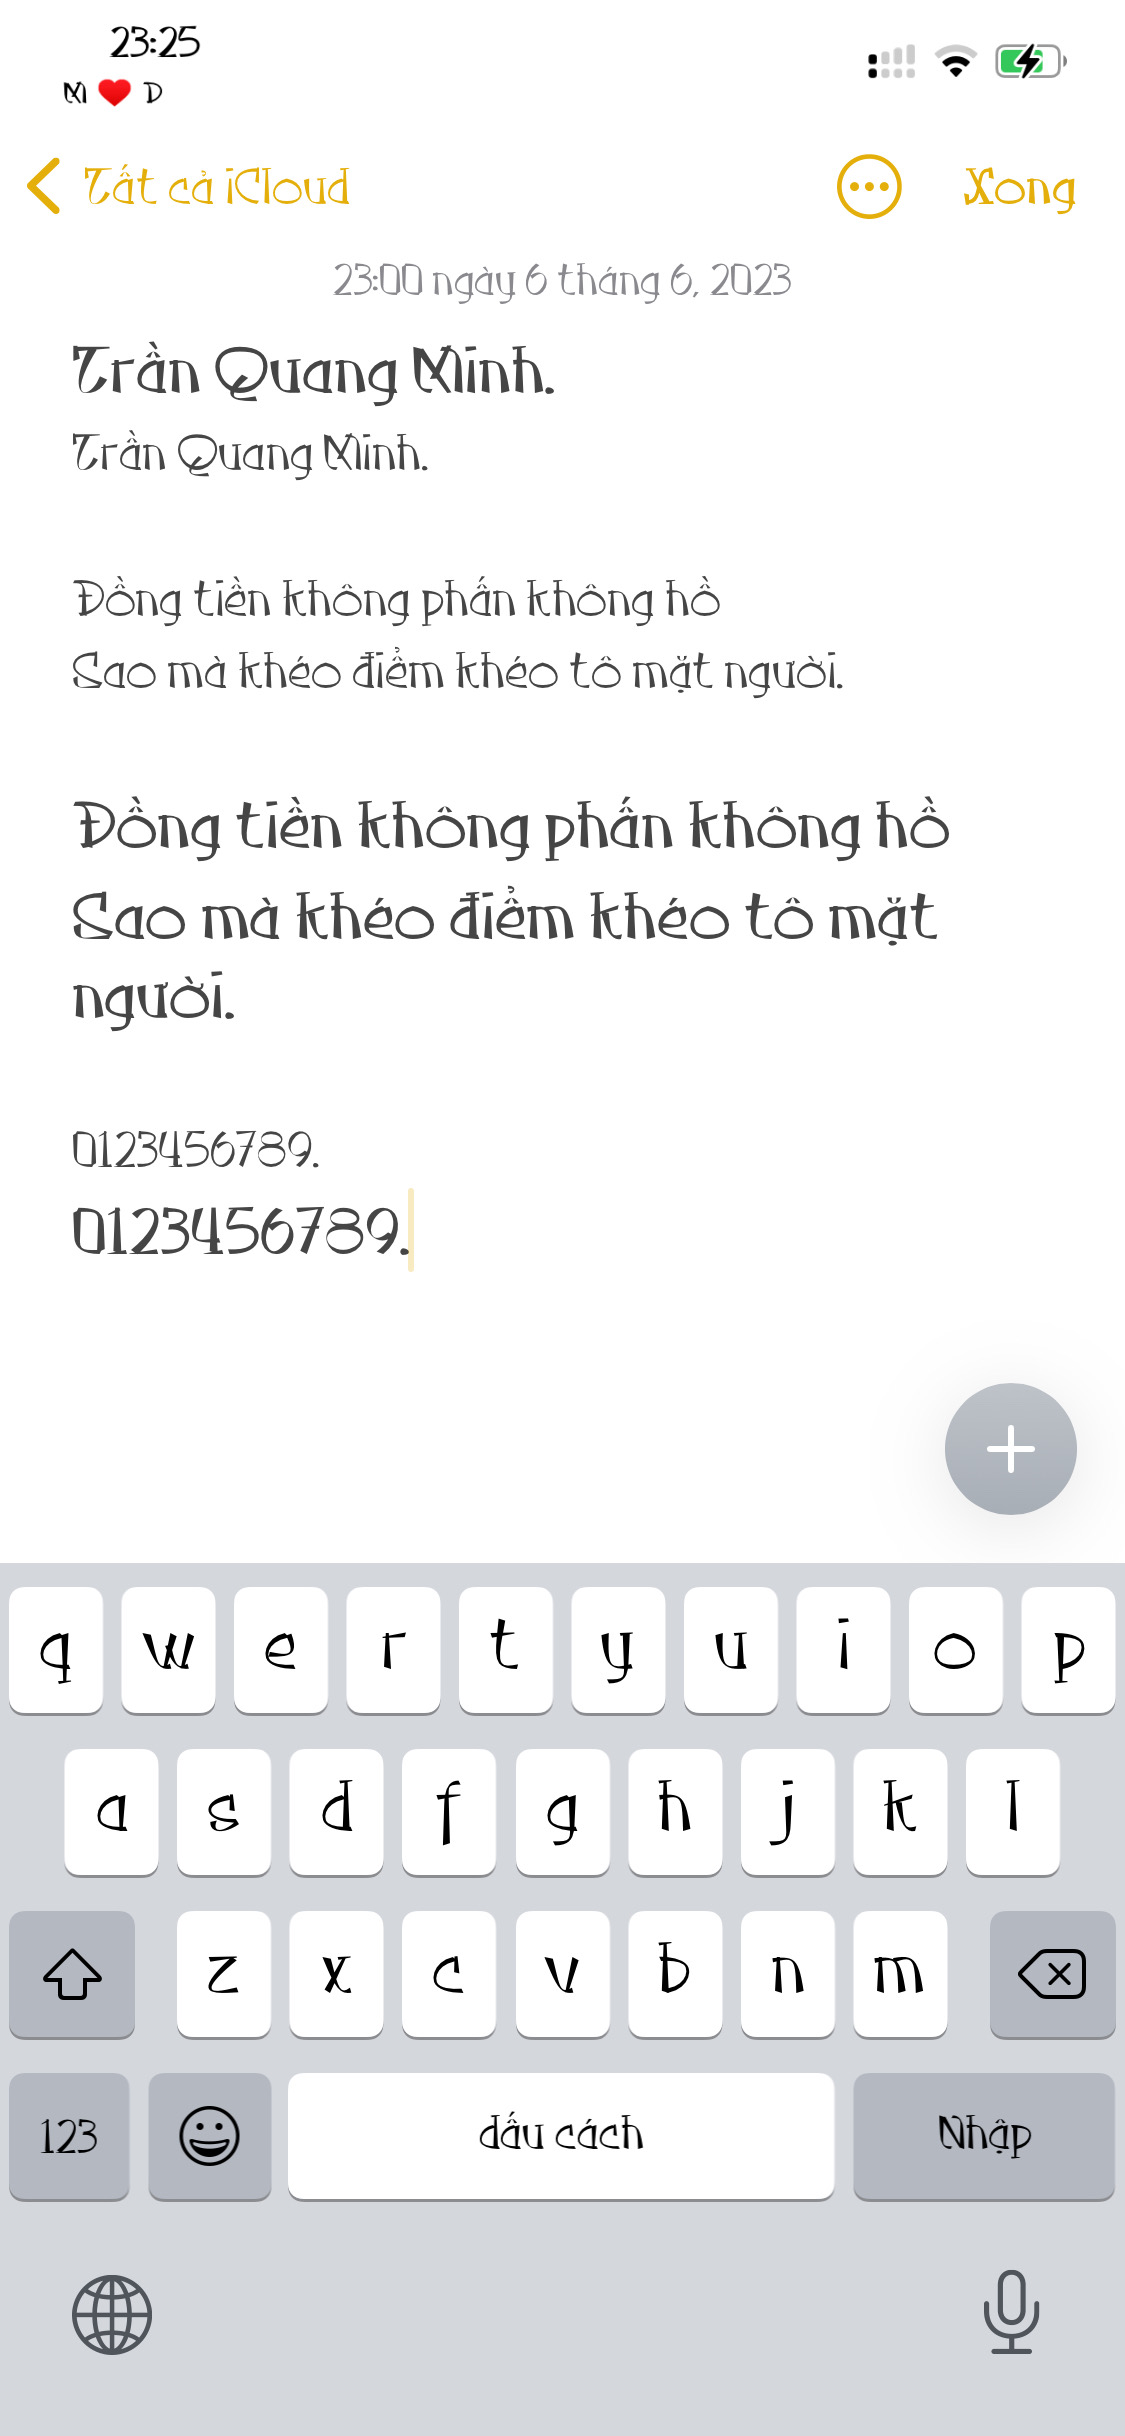 23:25
M ❤️ D
Tất cả iCloud
Xong
23:00 ngày 6 tháng 6, 2023
Trần Quang Minh.
Trần Quang Minh.
Đồng tiền không phấn không hồ
Sao mà khéo điểm khéo tô mặt người.
Đồng tiền không phấn không hồ
Sao mà khéo điểm khéo tô mặt
người.
0123456789.
0123456789.
q w e r t y u i o p
a s d f g h j k l
z x c v b n m
123 dấu cách Nhập